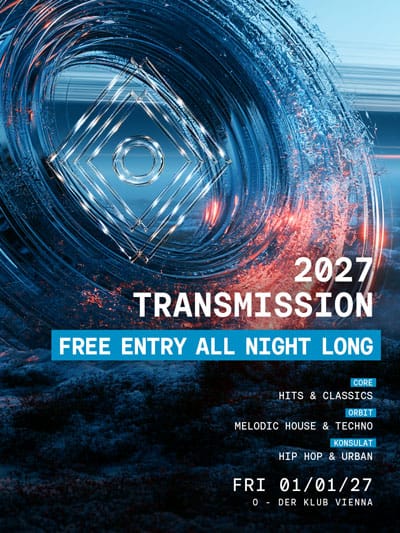 2027
TRANSMISSION
FREE ENTRY ALL NIGHT LONG
CORE
HITS & CLASSICS
ORBIT
MELODIC HOUSE & TECHNO
KONSULAT
HIP HOP & URBAN
FRI 01/01/27
O - DER KLUB VIENNA